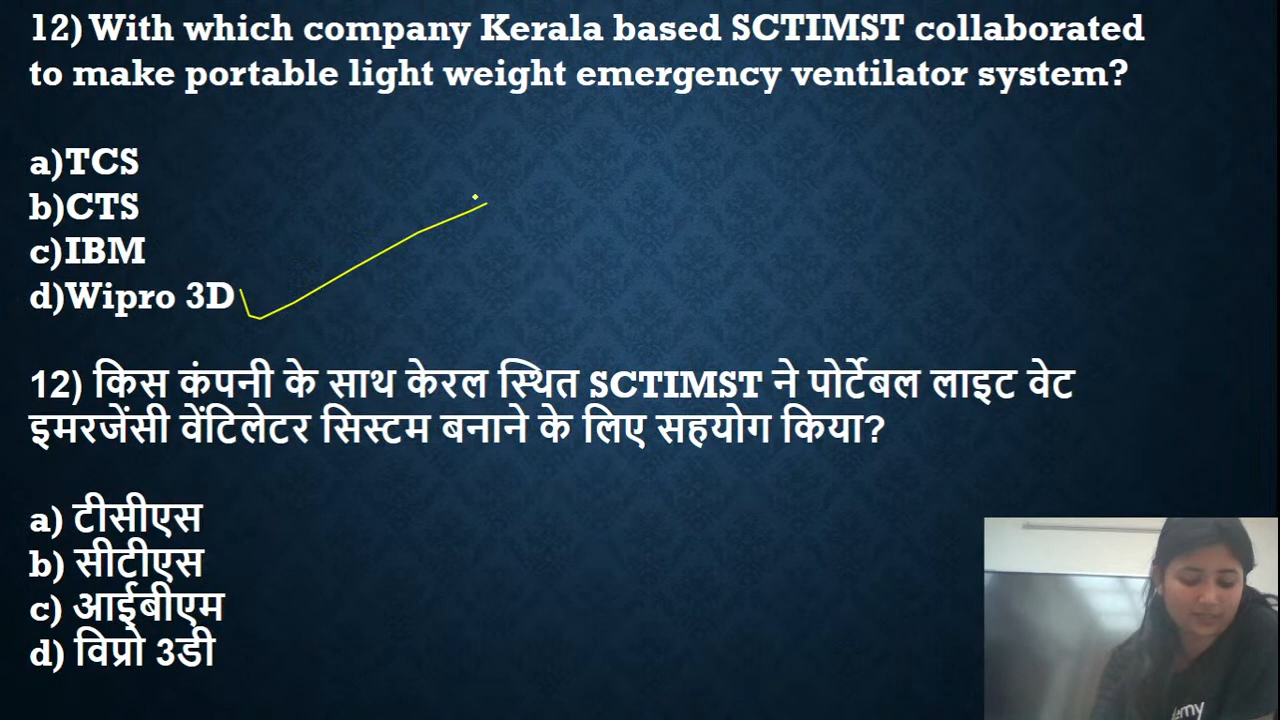 12) With which company Kerala based SCTIMST collaborated
to make portable light weight emergency ventilator system?
a)TCS
b)CTS
c)IBM
d)Wipro 3D
12) किस कंपनी के साथ केरल स्थित SCTIMST ने पोर्टेबल लाइट वेट
इमरजेंसी वेंटिलेटर सिस्टम बनाने के लिए सहयोग किया?
a) टीसीएस
b) सीटीएस
c) आईबीएम
d) विप्रो 3डी